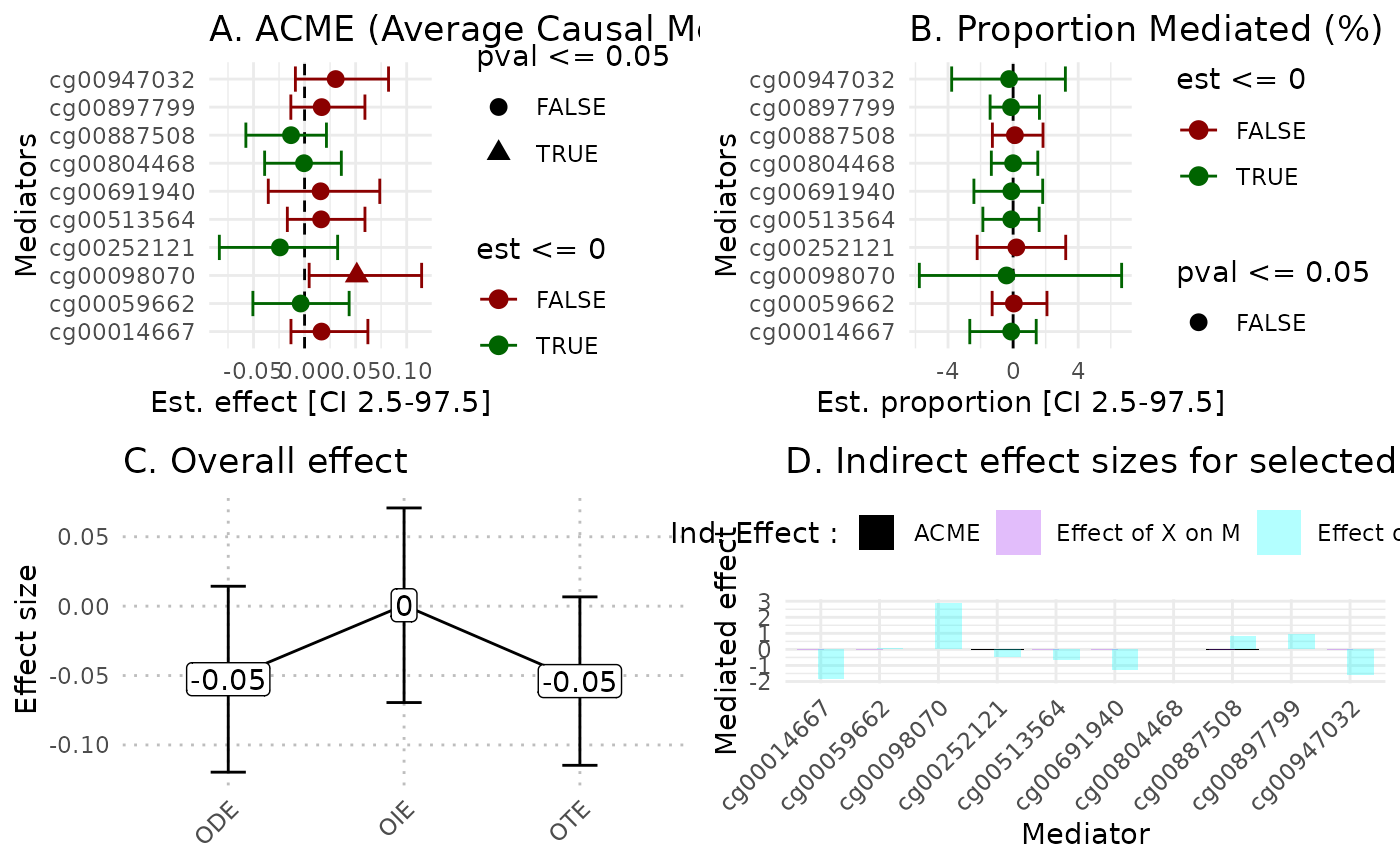 A. ACME (Average Causal Me
pval <= 0.05
FALSE
TRUE
est <= 0
FALSE
TRUE
Mediators
cg00947032
cg00897799
cg00887508
cg00804468
cg00691940
cg00513564
cg00252121
cg00098070
cg00059662
cg00014667
-0.05 0.000 0.05 0.10
Est. effect [CI 2.5-97.5]
B. Proportion Mediated (%)
est <= 0
FALSE
TRUE
pval <= 0.05
FALSE
Mediators
cg00947032
cg00897799
cg00887508
cg00804468
cg00691940
cg00513564
cg00252121
cg00098070
cg00059662
cg00014667
-4 0 4
Est. proportion [CI 2.5-97.5]
C. Overall effect
Effect size
0.05
0.00
-0.05
-0.10
-0.05
0
-0.05
ODE
OIE
OTE
D. Indirect effect sizes for selected
Ind. Effect :
ACME
Effect of X on M
Effect o
Mediated effect
3
2
1
0
-1
-2
cg00014667
cg00059662
cg00098070
cg00252121
cg00513564
cg00691940
cg00804468
cg00887508
cg00897799
cg00947032
Mediator